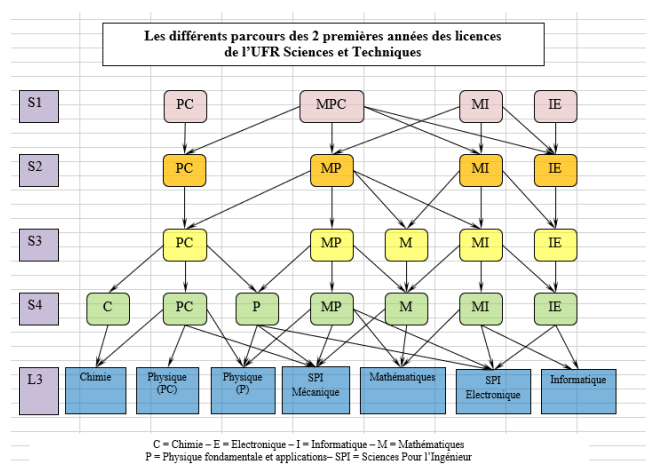 Les différents parcours des 2 premières années des licences
de l'UFR Sciences et Techniques
S1 PC MPC MI IE
S2 PC MP MI IE
S3 PC MP M MI IE
S4 C PC P MP M MI IE
L3 Chimie Physique (PC) Physique (P) SPI Mécanique Mathématiques SPI Electronique Informatique
C = Chimie – E = Electronique – I = Informatique – M = Mathématiques
P = Physique fondamentale et applications– SPI = Sciences Pour l'Ingénieur